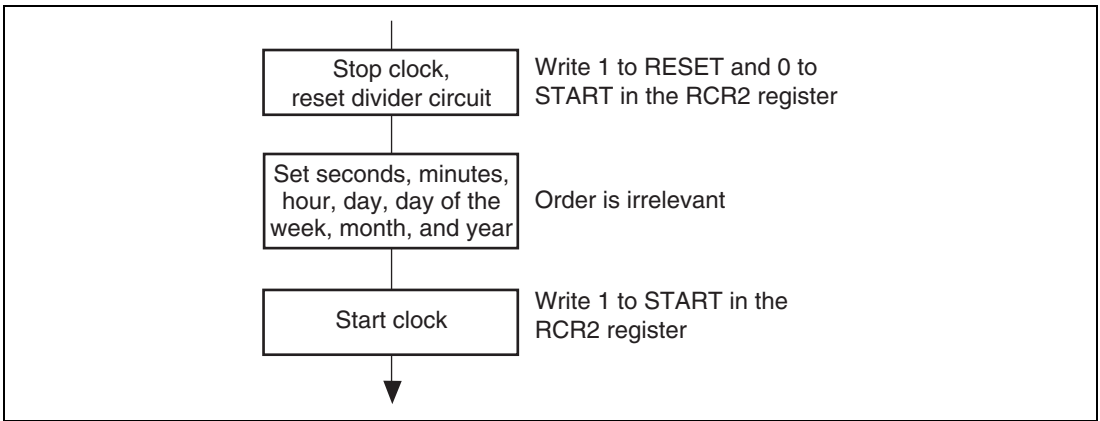 Stop clock,
reset divider circuit
Write 1 to RESET and 0 to
START in the RCR2 register
Set seconds, minutes,
hour, day, day of the
week, month, and year
Order is irrelevant
Start clock
Write 1 to START in the
RCR2 register